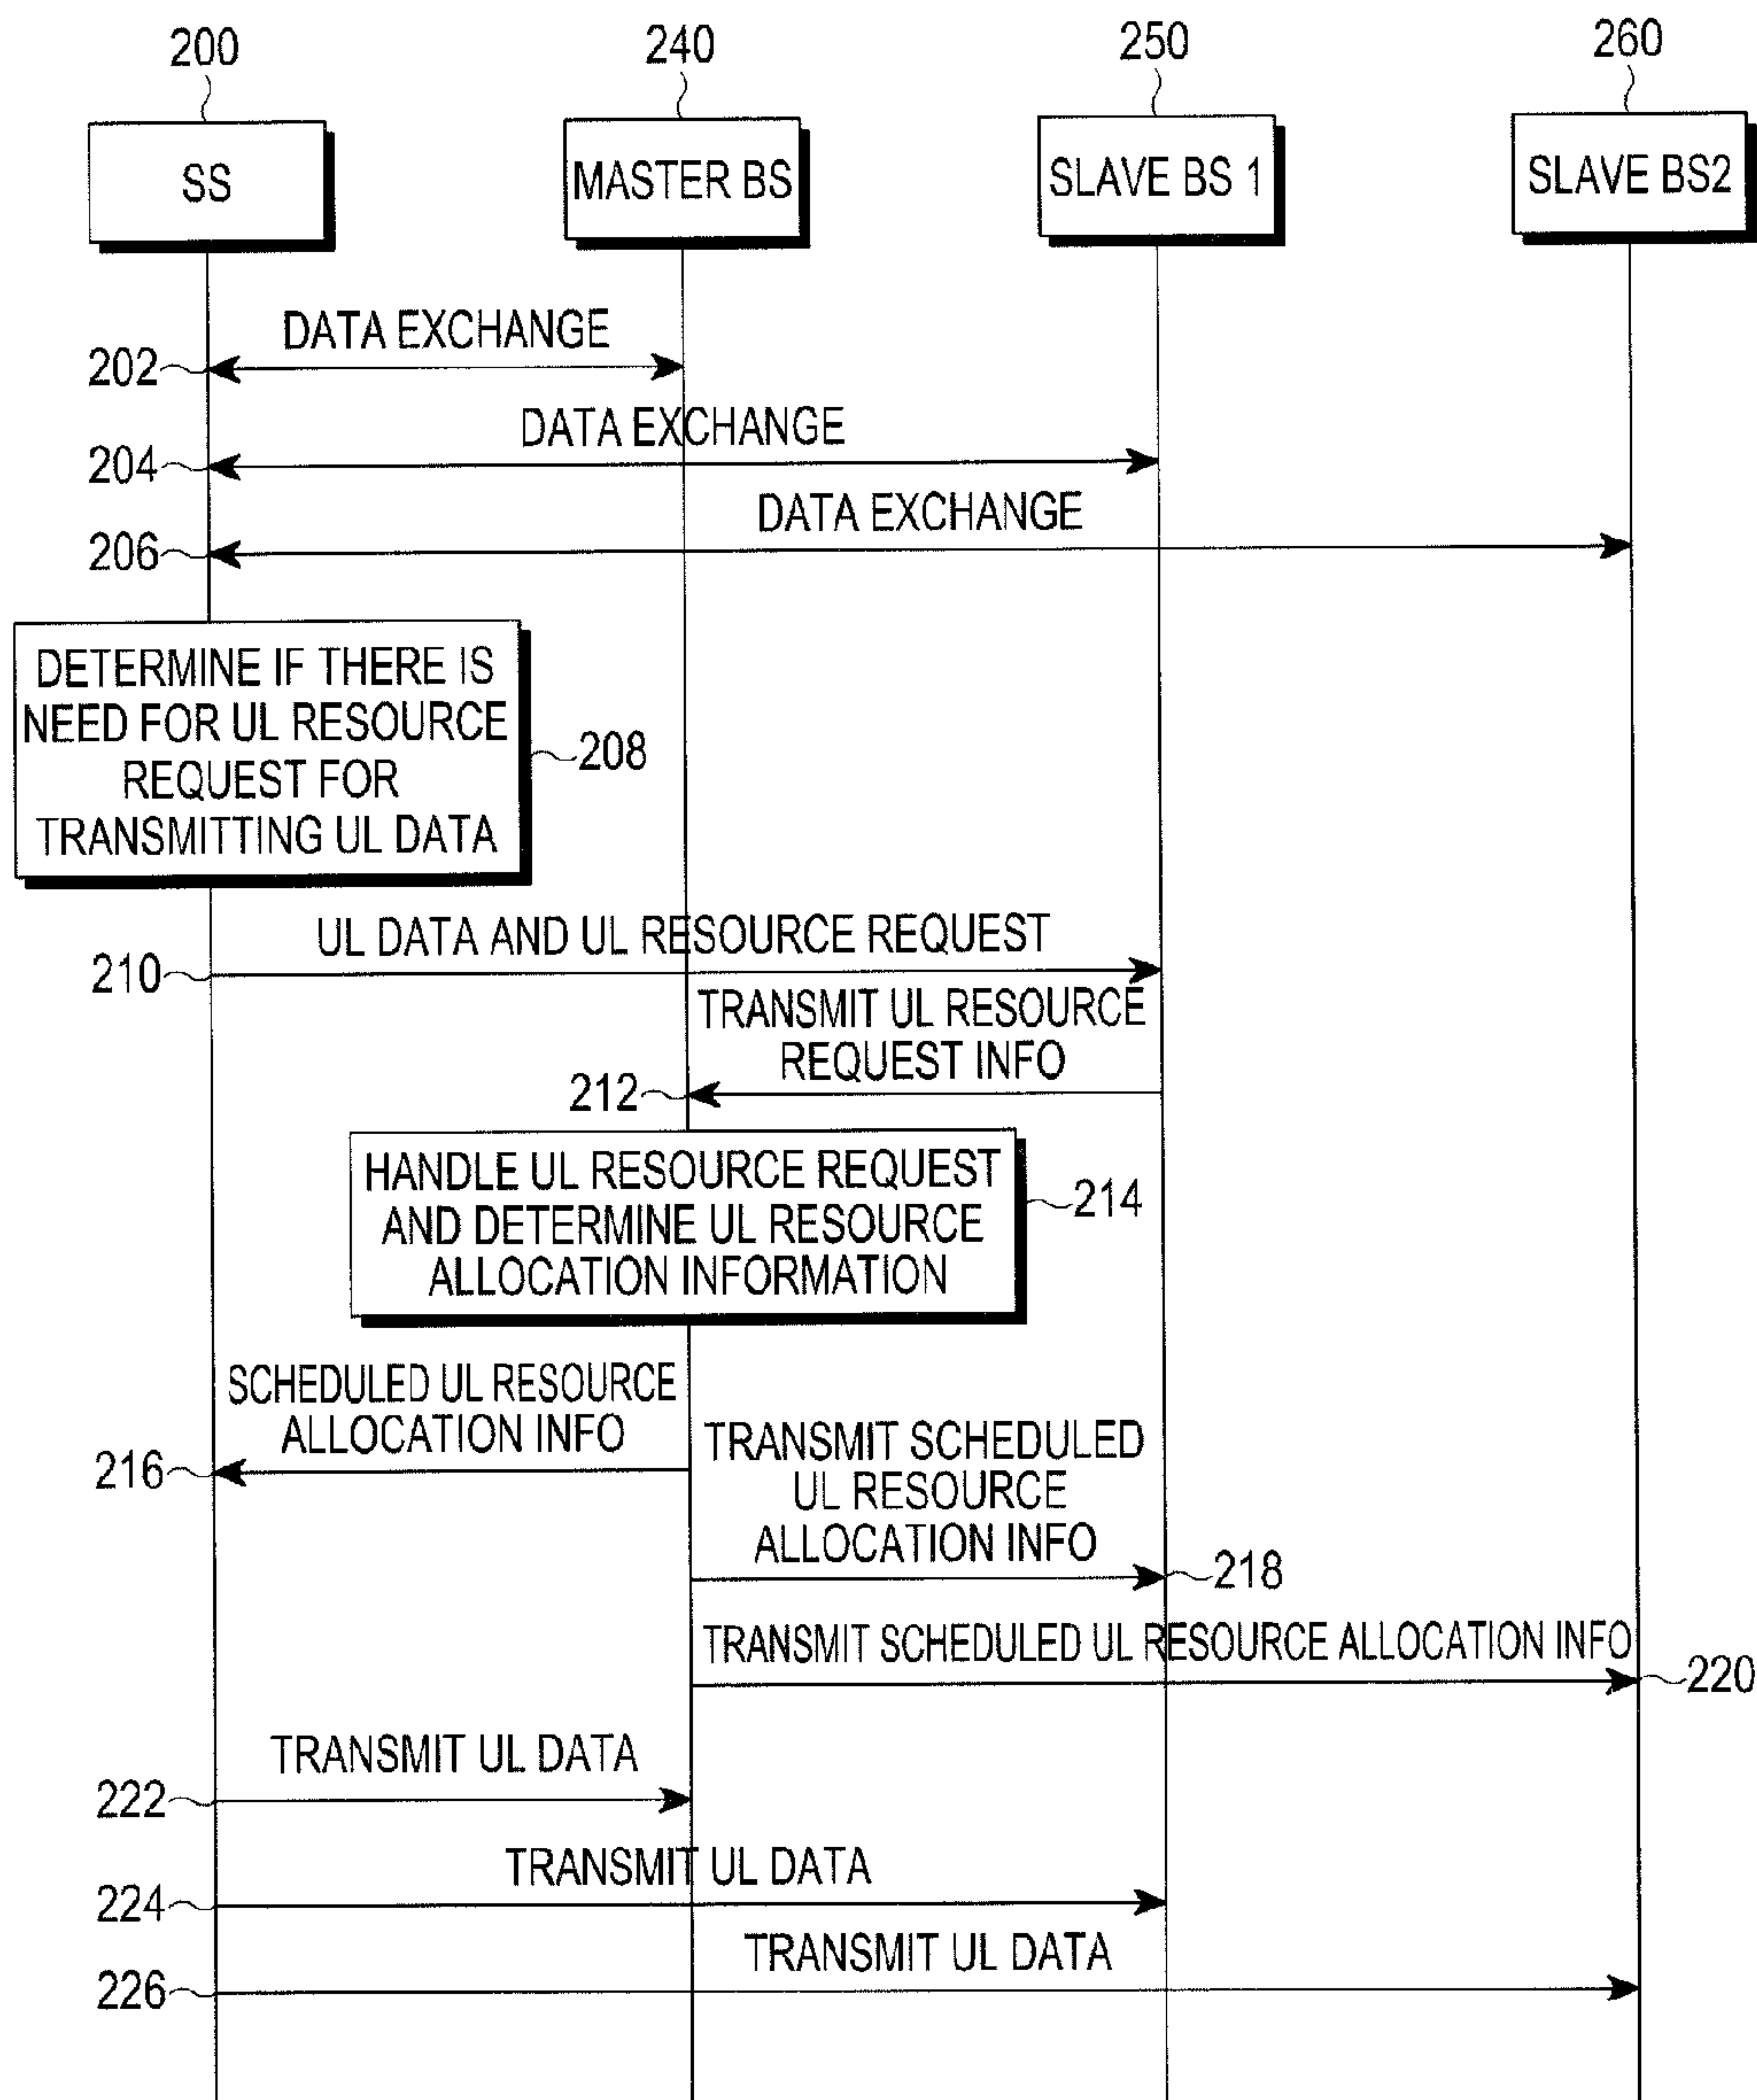 200
240
250
260
SS
MASTER BS
SLAVE BS 1
SLAVE BS2
DATA EXCHANGE
202
DATA EXCHANGE
204
DATA EXCHANGE
206
DETERMINE IF THERE IS
NEED FOR UL RESOURCE
REQUEST FOR
TRANSMITTING UL DATA
208
UL DATA AND UL RESOURCE REQUEST
210
TRANSMIT UL RESOURCE
REQUEST INFO
212
HANDLE UL RESOURCE REQUEST
AND DETERMINE UL RESOURCE
ALLOCATION INFORMATION
214
SCHEDULED UL RESOURCE
ALLOCATION INFO
216
TRANSMIT SCHEDULED
UL RESOURCE
ALLOCATION INFO
218
TRANSMIT SCHEDULED UL RESOURCE ALLOCATION INFO
220
TRANSMIT UL DATA
222
TRANSMIT UL DATA
224
TRANSMIT UL DATA
226